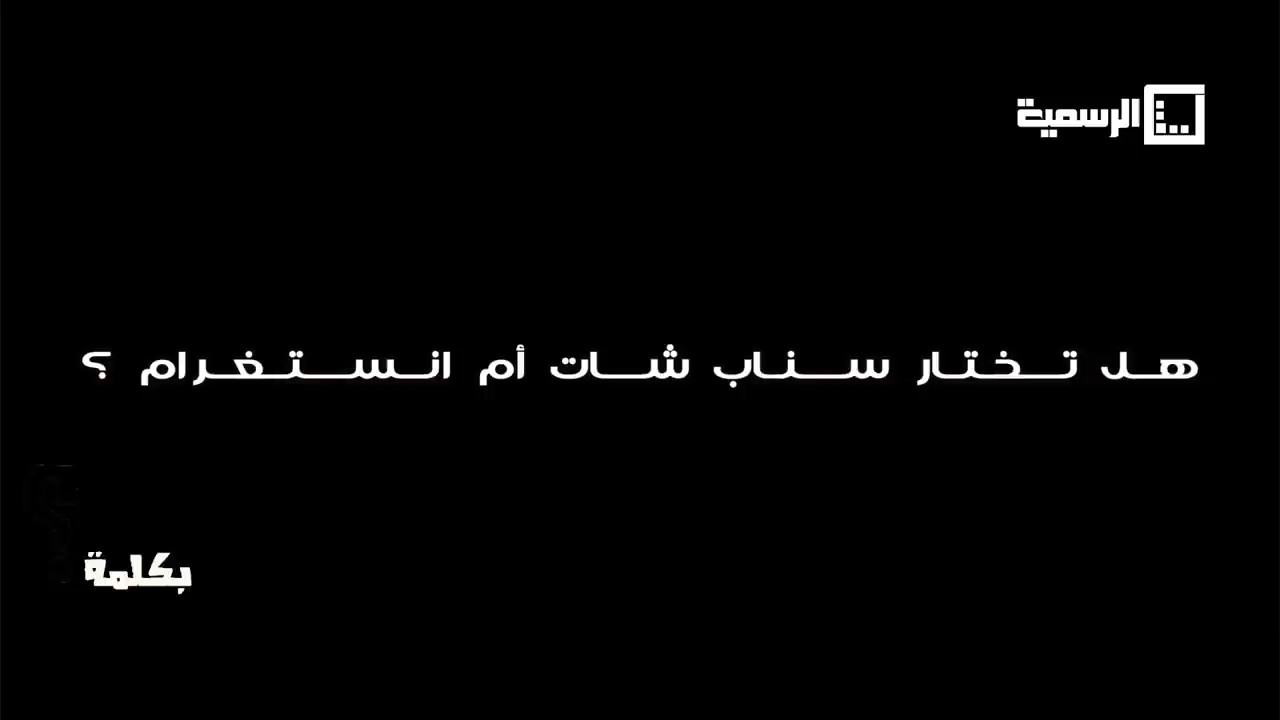 الرسمية
هل تختار سناب شات أم انستغرام ؟
بكلمة